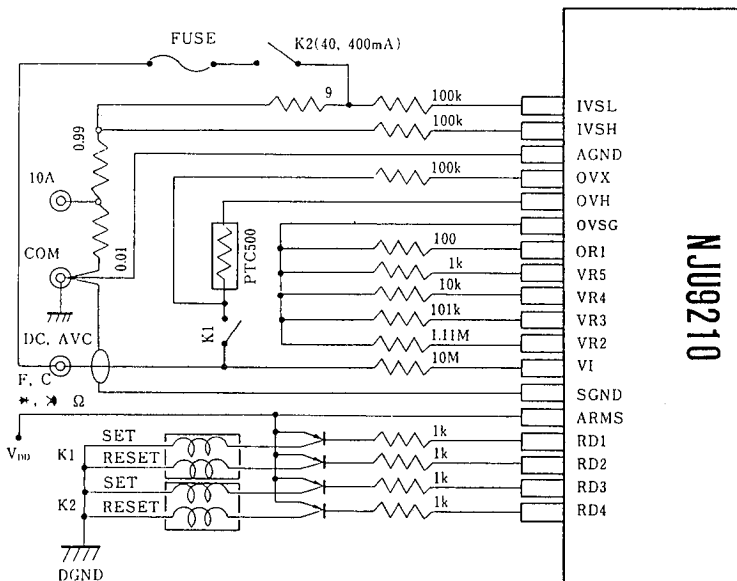 FUSE
K2(40, 400mA)
9
100k
IVSL
100k
IVSH
0.99
AGND
100k
OVX
10A
OVH
PTC500
OVSG
100
OR1
COM
0.01
1k
VR5
10k
VR4
101k
VR3
K1
DC, AVC
1.11M
VR2
10M
VI
F, C
SGND
Ω
ARMS
VDD
SET
1k
RD1
K1
RESET
1k
RD2
SET
1k
RD3
K2
RESET
1k
RD4
DGND
NJU9210